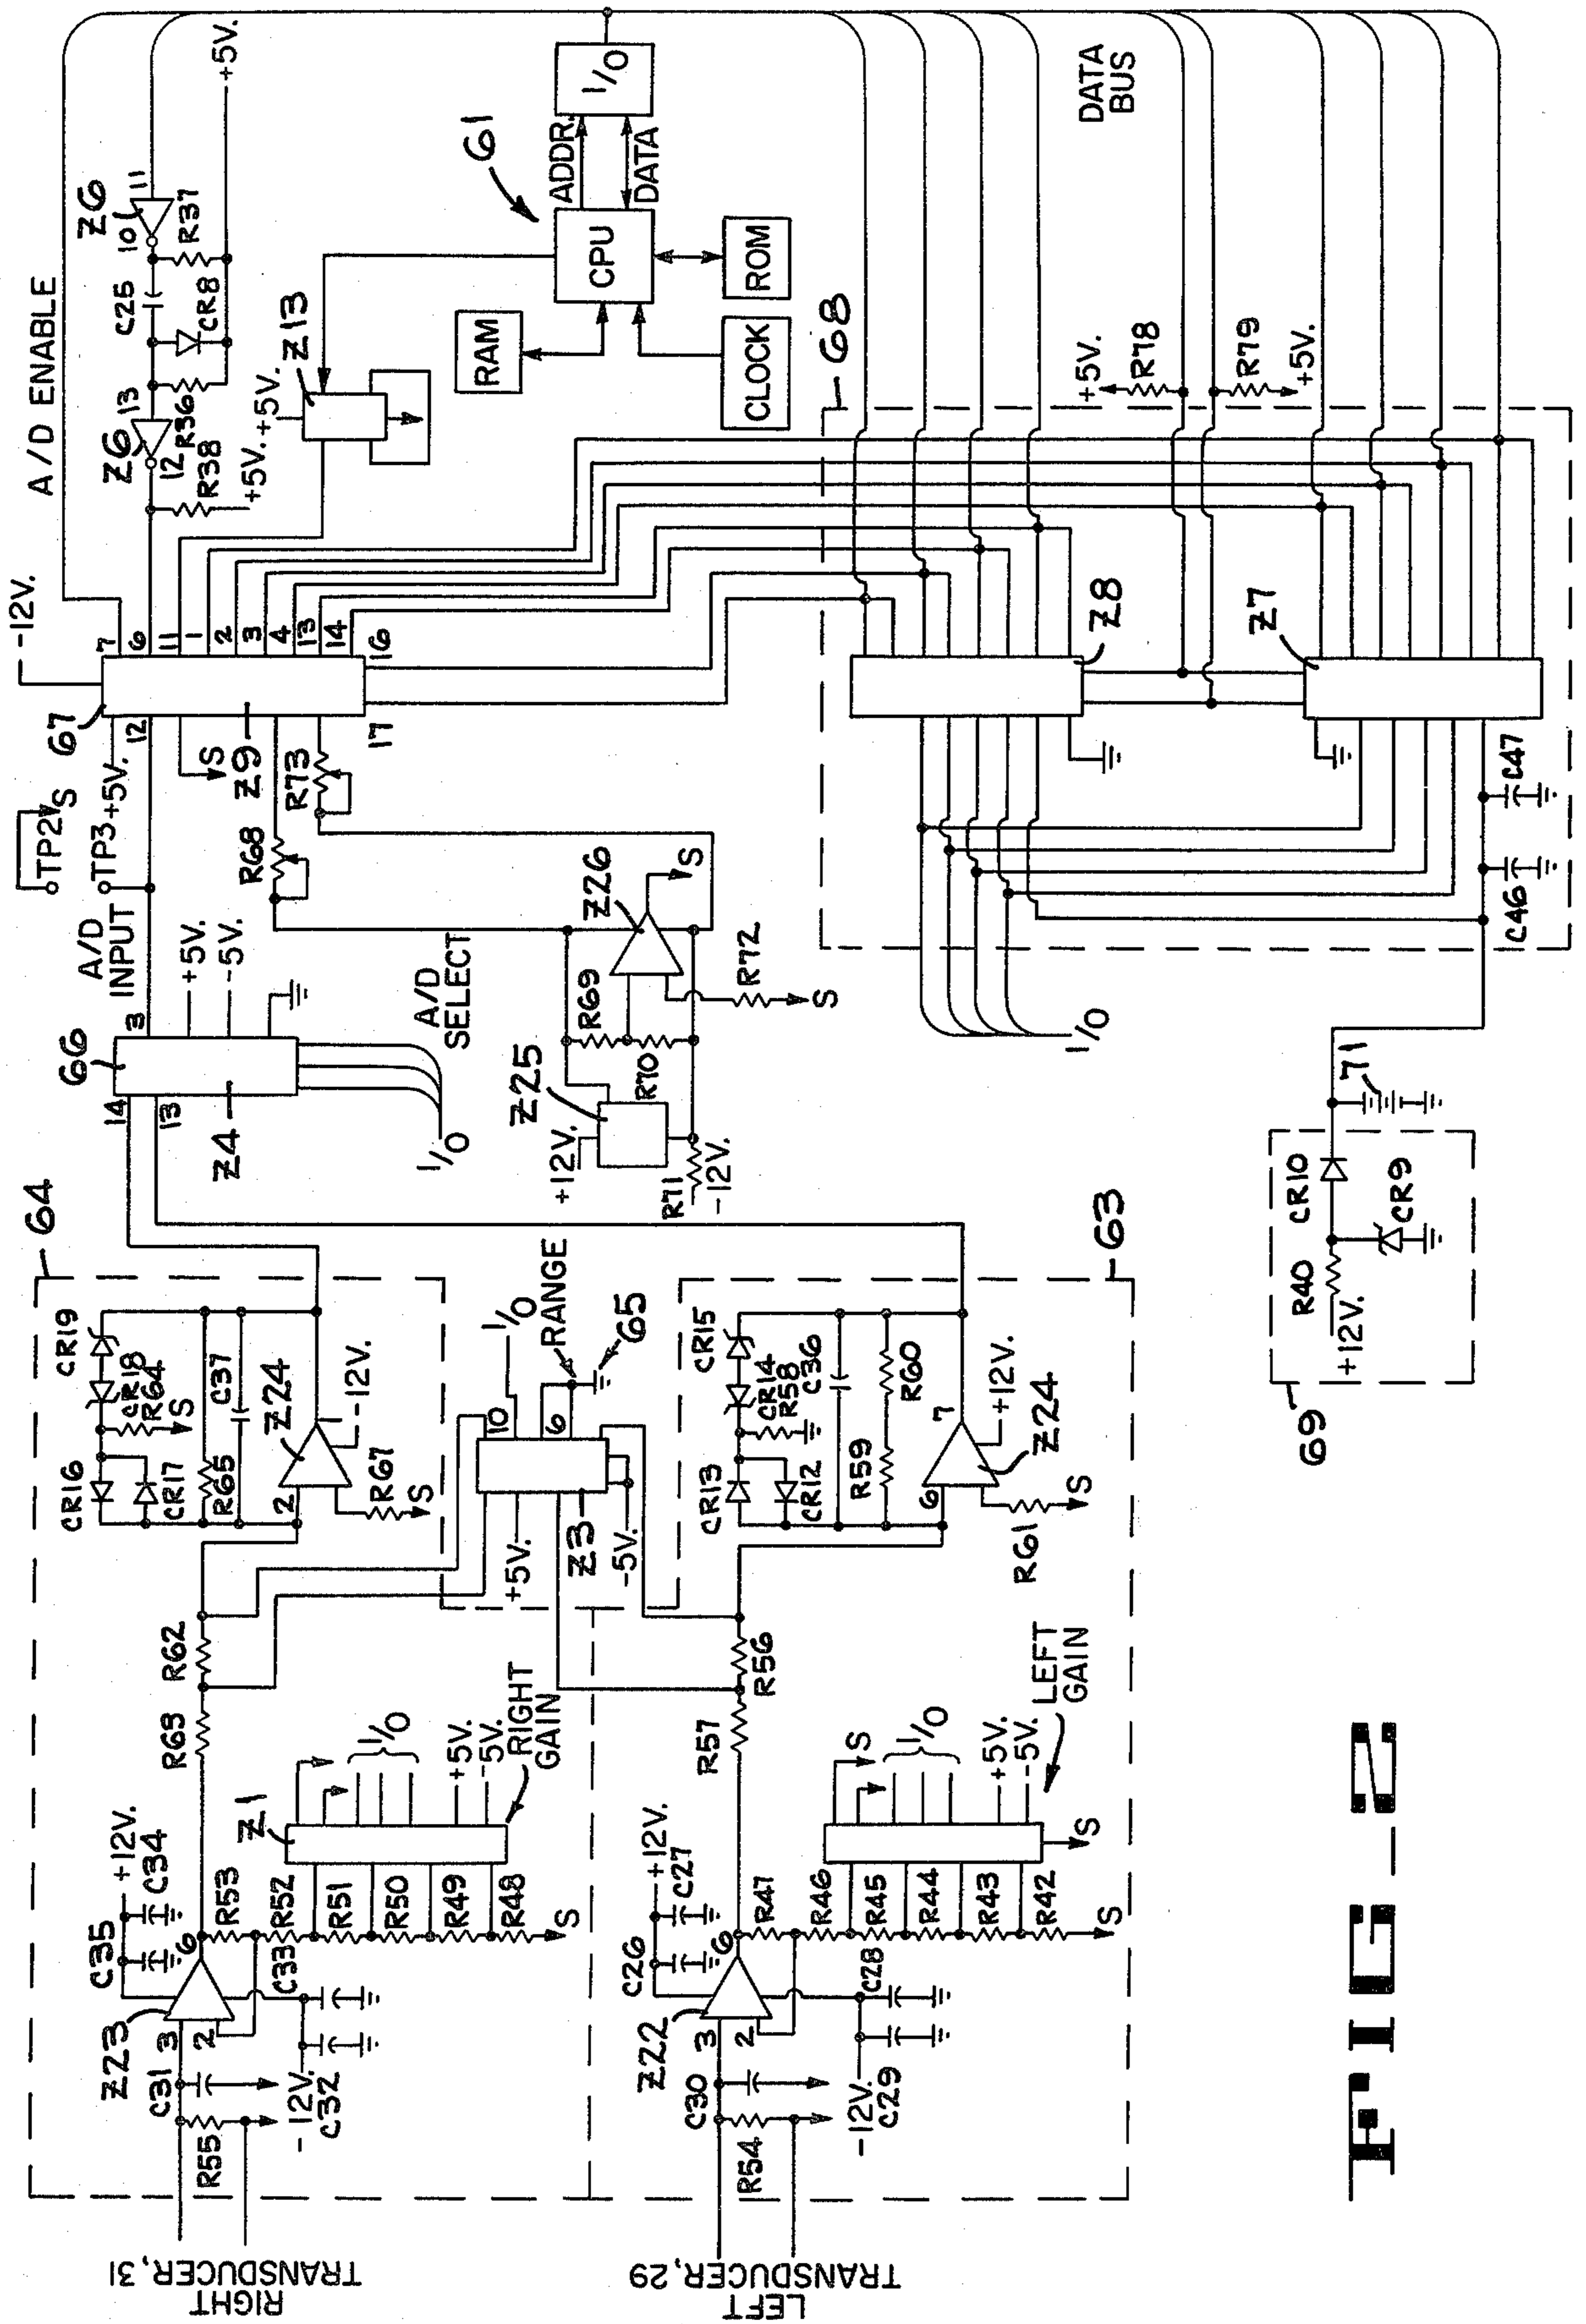 RIGHT
TRANSDUCER, 31
R55
C31
-12V.
C32
Z23
3
2
6
C35
+12V.
C34
C33
R53
R52
R51
R50
R49
R48
S
Z1
I/O
+5V.
-5V.
RIGHT
GAIN
R63
R62
64
CR16
CR17
CR18
CR19
R64
S
R65
C37
Z24
2
1
-12V.
R67
S
LEFT
TRANSDUCER, 29
R54
C30
-12V.
C29
Z22
3
2
6
C26
+12V.
C27
C28
R47
R46
R45
R44
R43
R42
S
S
I/O
+5V.
-5V.
S
LEFT
GAIN
R57
R56
63
CR13
CR12
CR14
CR15
R58
C36
R59
R60
Z24
6
7
+12V.
R61
S
Z3
+5V.
-5V.
10
6
I/O
RANGE
65
66
Z4
14
13
3
I/O
+5V.
-5V.
A/D
INPUT
TP2
S
TP3
+5V.
A/D
SELECT
Z25
+12V.
R71
-12V.
R69
R70
Z26
S
R72
S
R68
R73
67
Z9
-12V.
12
S
17
16
7
6
11
1
2
3
4
13
14
A/D ENABLE
Z6
12
13
R38
+5V.
R36
C25
CR8
Z6
10
11
R37
+5V.
Z13
+5V.
61
RAM
CPU
CLOCK
ROM
ADDR.
DATA
I/O
68
Z8
Z7
I/O
C46
C47
+5V.
R78
R79
+5V.
DATA
BUS
69
+12V.
R40
CR10
CR9
71
FIG-2